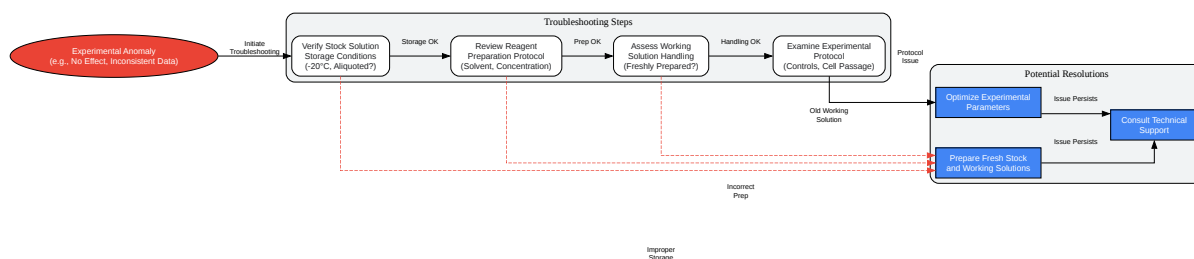 Troubleshooting Steps
Experimental Anomaly
(e.g., No Effect, Inconsistent Data)
Initiate
Troubleshooting
Verify Stock Solution
Storage Conditions
(-20°C, Aliquoted?)
Storage OK
Review Reagent
Preparation Protocol
(Solvent, Concentration)
Prep OK
Assess Working
Solution Handling
(Freshly Prepared?)
Handling OK
Examine Experimental
Protocol
(Controls, Cell Passage)
Protocol
Issue
Potential Resolutions
Optimize Experimental
Parameters
Issue Persists
Consult Technical
Support
Old Working
Solution
Issue Persists
Prepare Fresh Stock
and Working Solutions
Incorrect
Prep
Improper
Storage